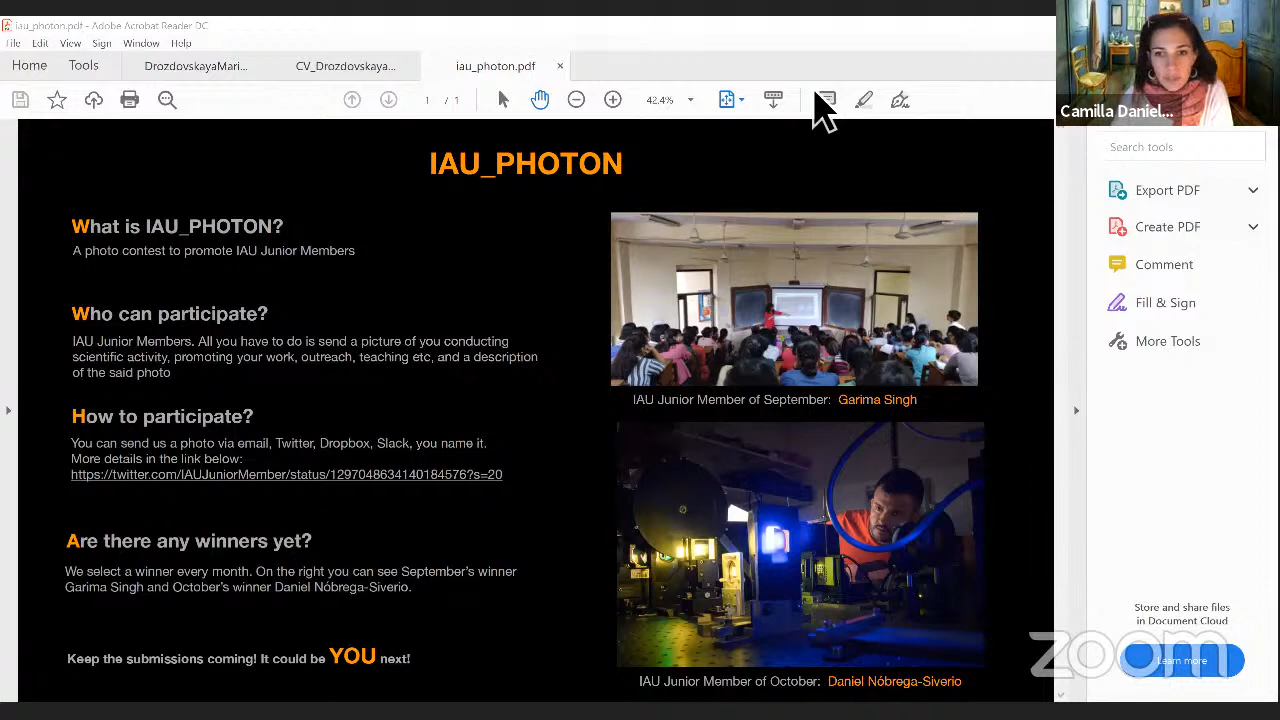 iau_photon.pdf - Adobe Acrobat Reader DC
File Edit View Sign Window Help
Home Tools DrozdovskayaMari... CV_Drozdovskaya... iau_photon.pdf ×
1 / 1 42.4%
Camilla Daniel...
IAU_PHOTON
What is IAU_PHOTON?
A photo contest to promote IAU Junior Members
Who can participate?
IAU Junior Members. All you have to do is send a picture of you conducting
scientific activity, promoting your work, outreach, teaching etc, and a description
of the said photo
How to participate?
You can send us a photo via email, Twitter, Dropbox, Slack, you name it.
More details in the link below:
https://twitter.com/IAUJuniorMember/status/1297048634140184576?s=20
Are there any winners yet?
We select a winner every month. On the right you can see September's winner
Garima Singh and October's winner Daniel Nóbrega-Siverio.
Keep the submissions coming! It could be YOU next!
IAU Junior Member of September: Garima Singh
IAU Junior Member of October: Daniel Nóbrega-Siverio
Search tools
Export PDF
Create PDF
Comment
Fill & Sign
More Tools
Store and share files
in Document Cloud
Learn more
zoom